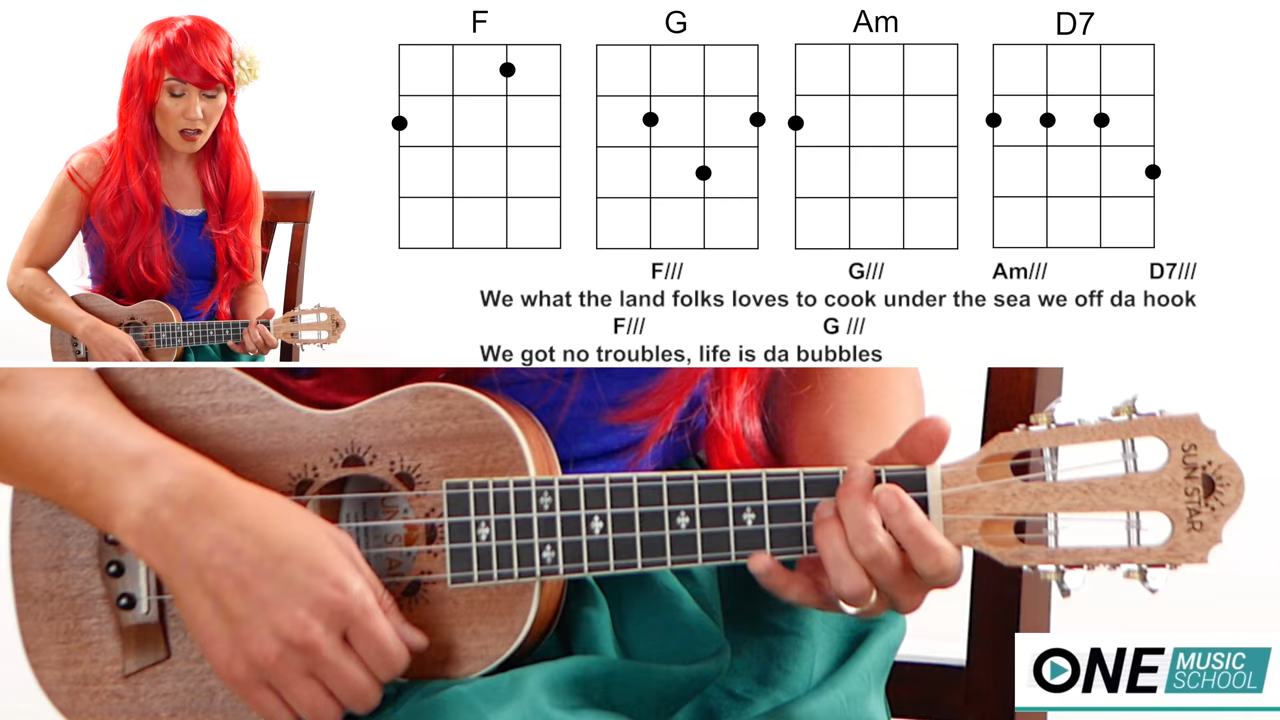 F G Am D7
F/// G/// Am/// D7///
We what the land folks loves to cook under the sea we off da hook
F/// G ///
We got no troubles, life is da bubbles
SUN STAR
ONE MUSIC SCHOOL